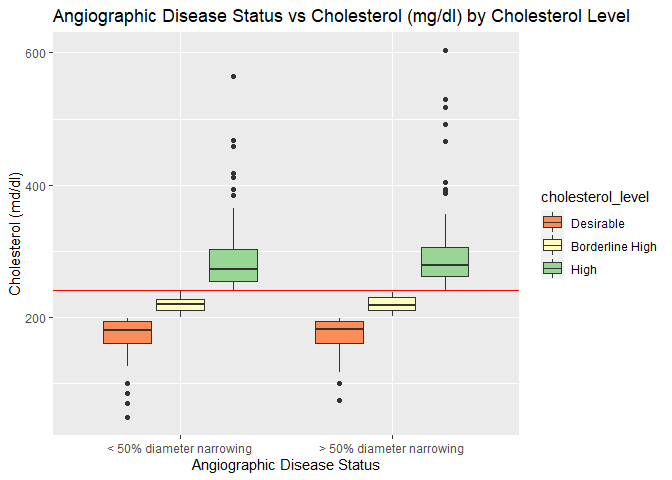 Angiographic Disease Status vs Cholesterol (mg/dl) by Cholesterol Level
600
400
200
Cholesterol (md/dl)
< 50% diameter narrowing
> 50% diameter narrowing
Angiographic Disease Status
cholesterol_level
Desirable
Borderline High
High